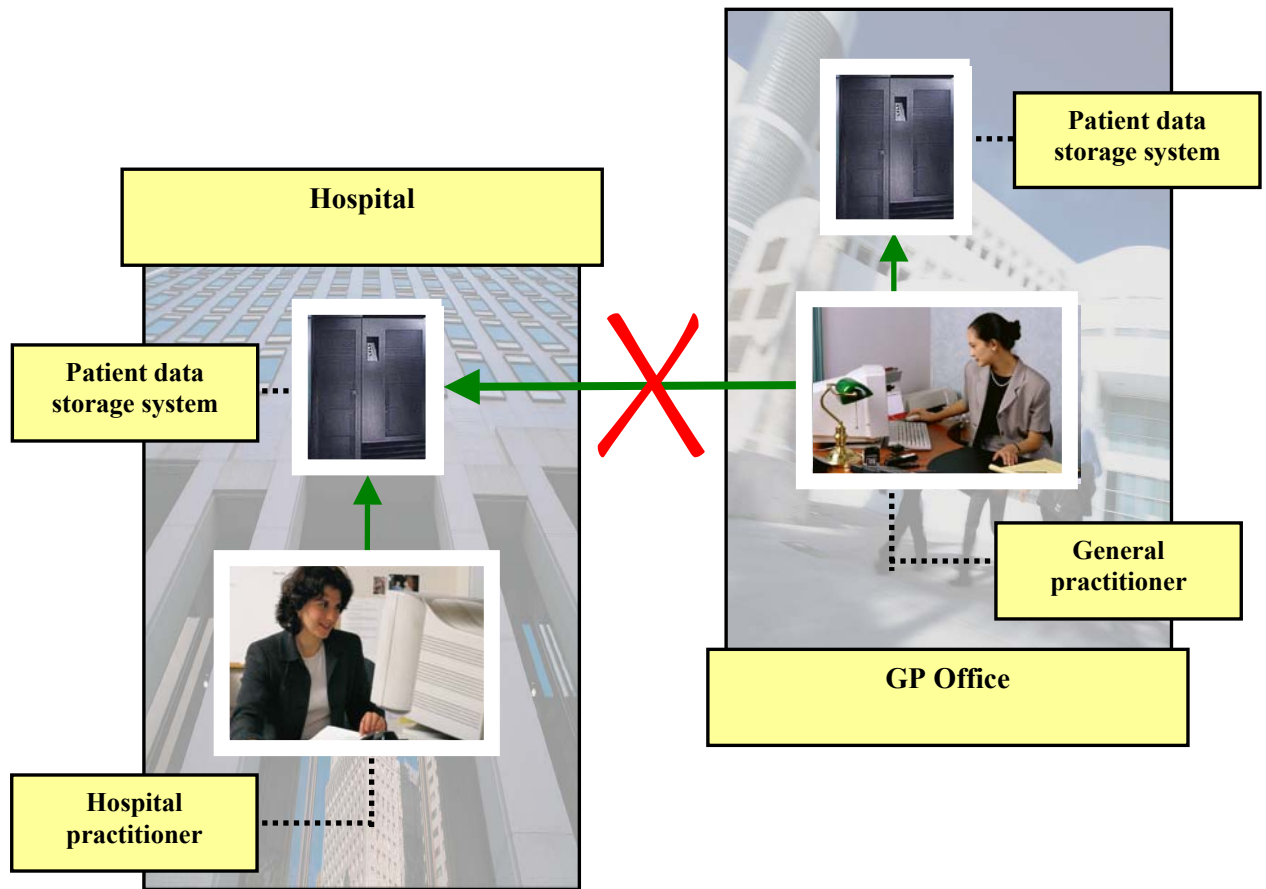 Patient data
storage system
Hospital
Patient data
storage system
General
practitioner
GP Office
Hospital
practitioner